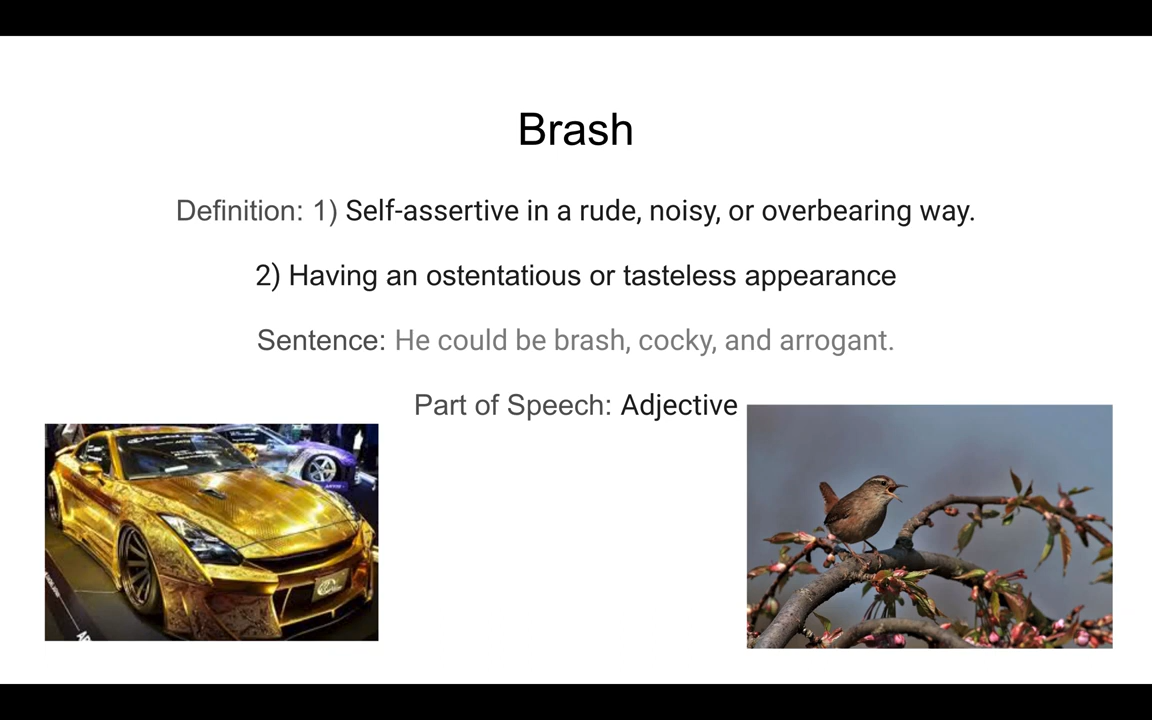 Brash
Definition: 1) Self-assertive in a rude, noisy, or overbearing way.
2) Having an ostentatious or tasteless appearance
Sentence: He could be brash, cocky, and arrogant.
Part of Speech: Adjective